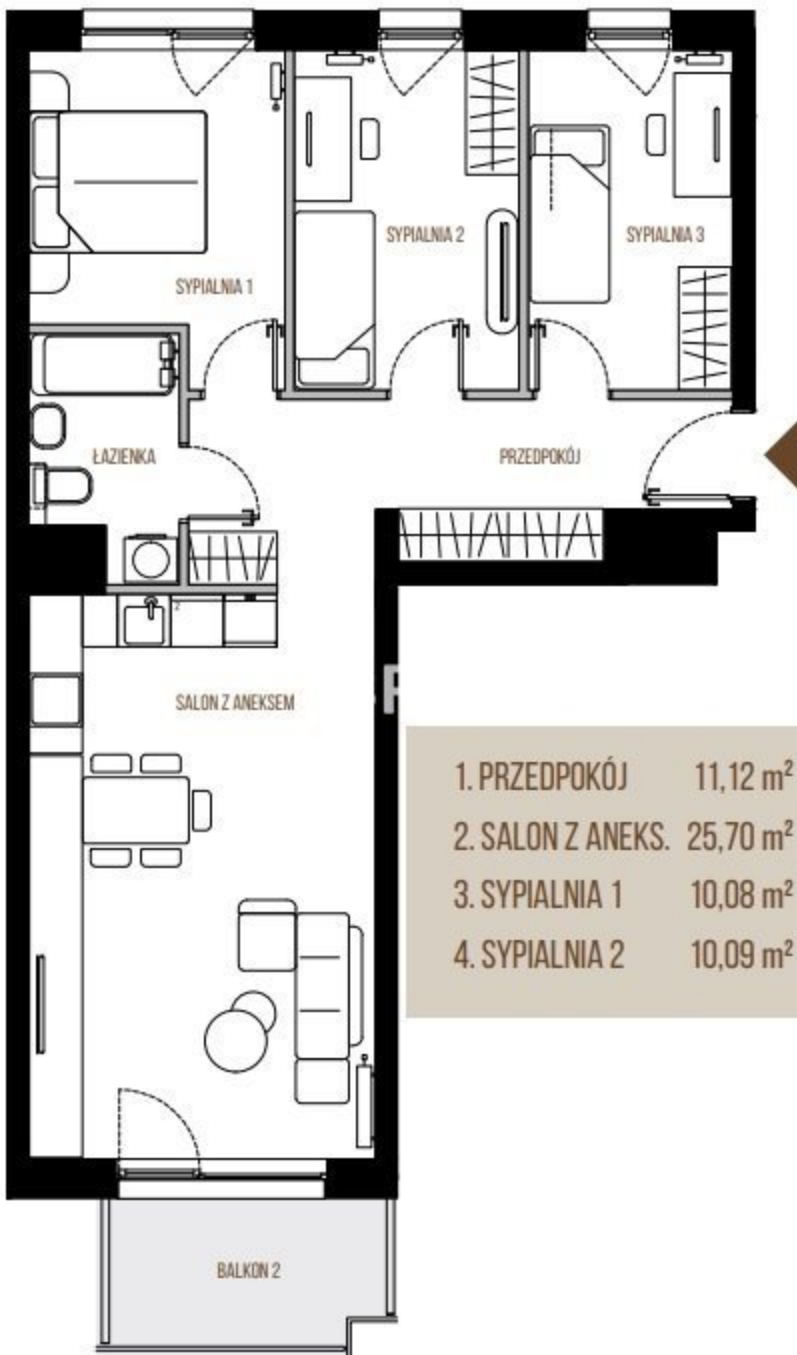 SYPIALNIA 1
SYPIALNIA 2
SYPIALNIA 3
ŁAZIENKA
PRZEDPOKÓJ
2
SALON Z ANEKSEM
1. PRZEDPOKÓJ 11,12 m²
2. SALON Z ANEKS. 25,70 m²
3. SYPIALNIA 1 10,08 m²
4. SYPIALNIA 2 10,09 m²
BALKON 2